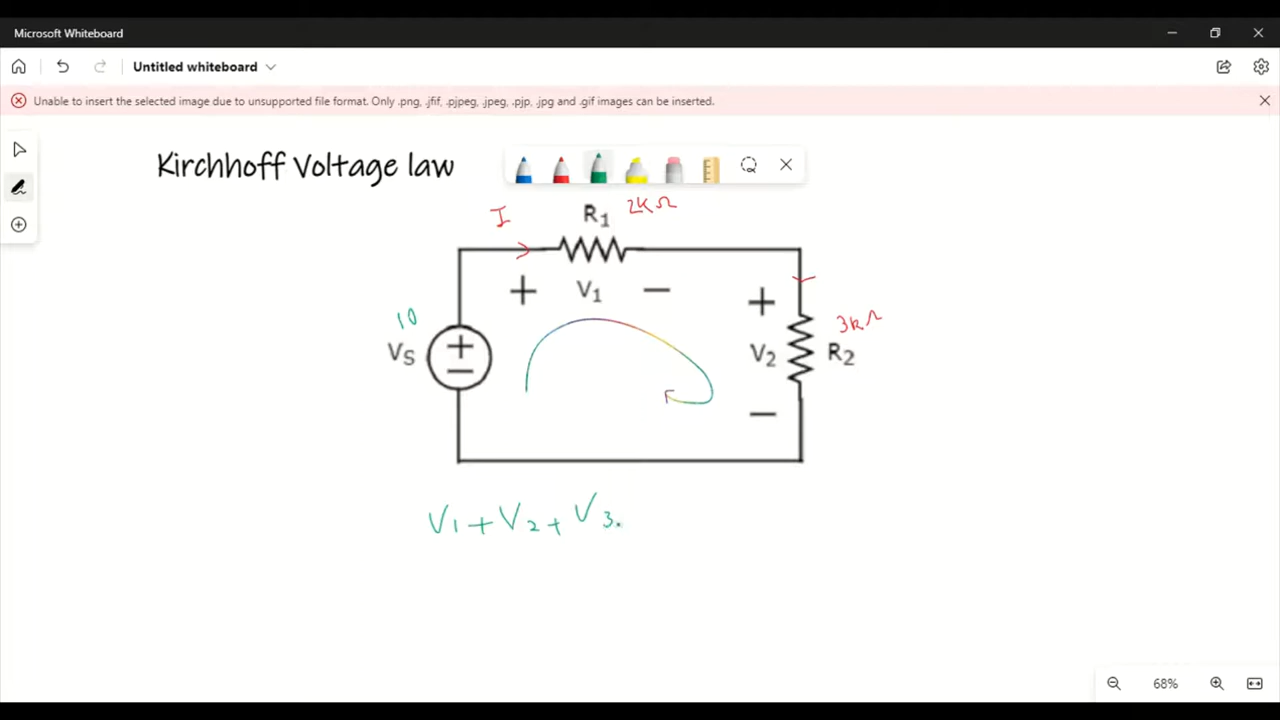 Microsoft Whiteboard
Untitled whiteboard
Unable to insert the selected image due to unsupported file format. Only .png, .jfif, .pjpeg, .jpeg, .pjp, .jpg and .gif images can be inserted.
Kirchhoff Voltage law
I R1 2KΩ
+ V1 −
10
VS + −
+ V2 −
3kΩ
R2
V1 + V2 + V3.
68%